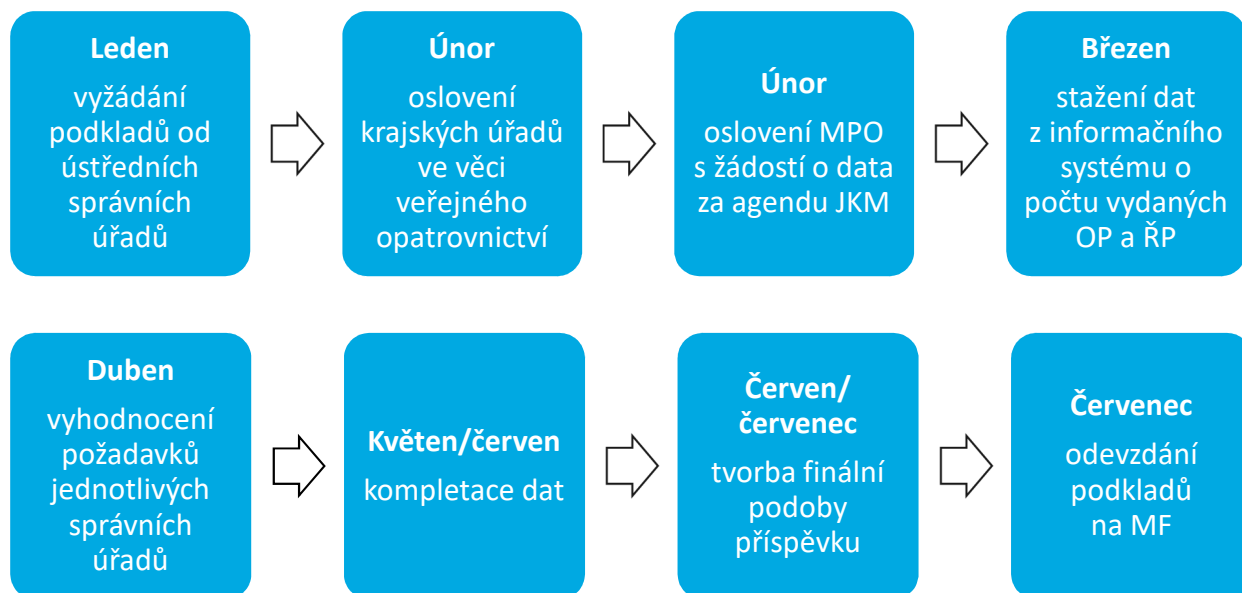 Leden
vyžádání
podkladů od
ústředních
správních
úřadů
Únor
oslovení
krajských úřadů
ve věci
veřejného
opatrovnictví
Únor
oslovení MPO
s žádostí o data
za agendu JKM
Březen
stažení dat
z informačního
systému o
počtu vydaných
OP a ŘP
Duben
vyhodnocení
požadavků
jednotlivých
správních
úřadů
Květen/červen
kompletace dat
Červen/
červenec
tvorba finální
podoby
příspěvku
Červenec
odevzdání
podkladů
na MF